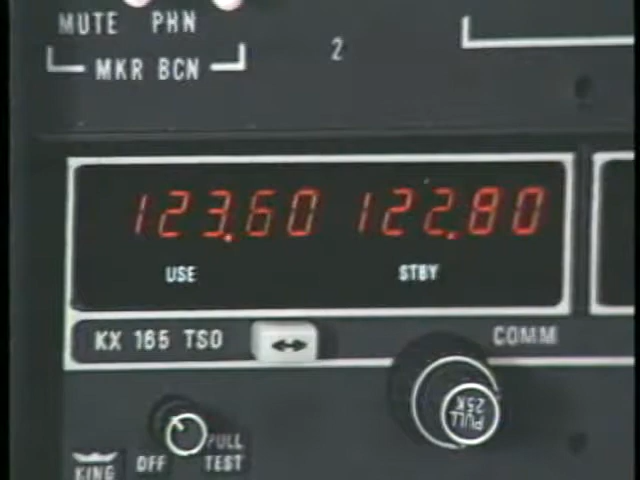 MUTE PHN
MKR BCN
2
123.60 122.80
USE STBY
KX 165 TSO
COMM
PULL
25K
PULL
OFF TEST
KING